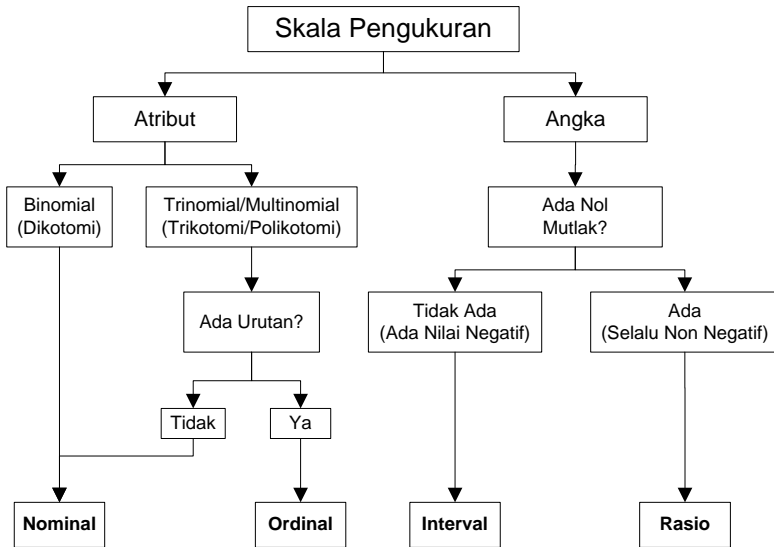 Skala Pengukuran
Atribut
Angka
Binomial
(Dikotomi)
Trinomial/Multinomial
(Trikotomi/Polikotomi)
Ada Nol
Mutlak?
Ada Urutan?
Tidak Ada
(Ada Nilai Negatif)
Ada
(Selalu Non Negatif)
Tidak
Ya
Nominal
Ordinal
Interval
Rasio